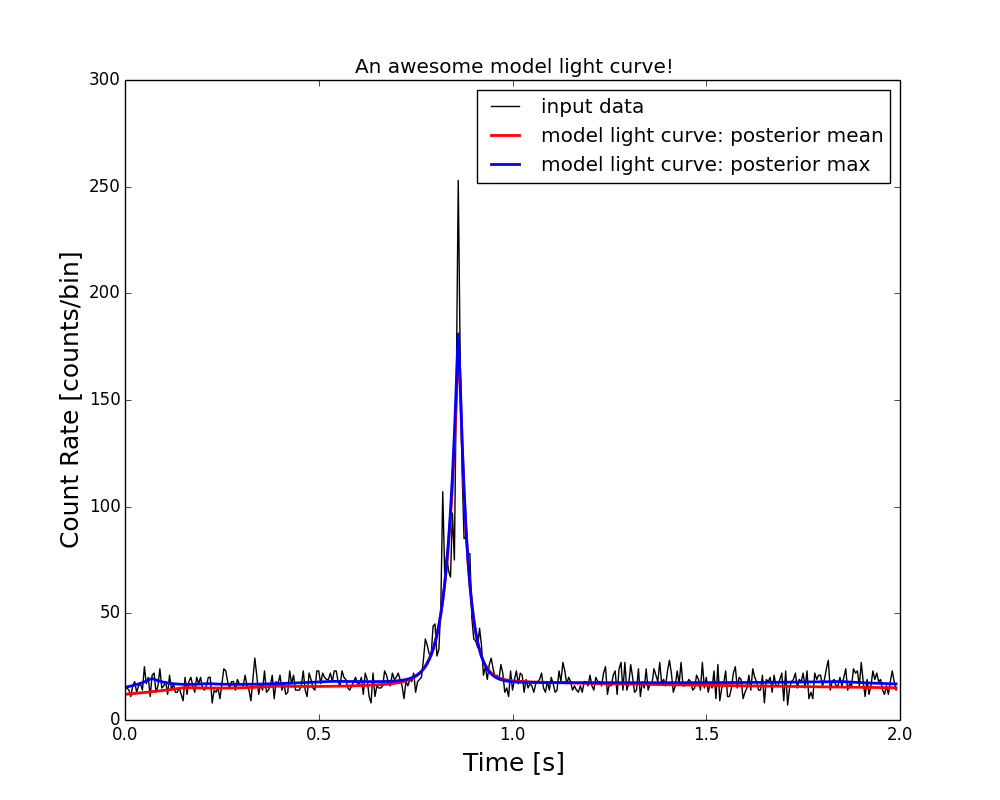 An awesome model light curve!
300
250
200
150
100
50
0
Count Rate [counts/bin]
input data
model light curve: posterior mean
model light curve: posterior max
0.0 0.5 1.0 1.5 2.0
Time [s]